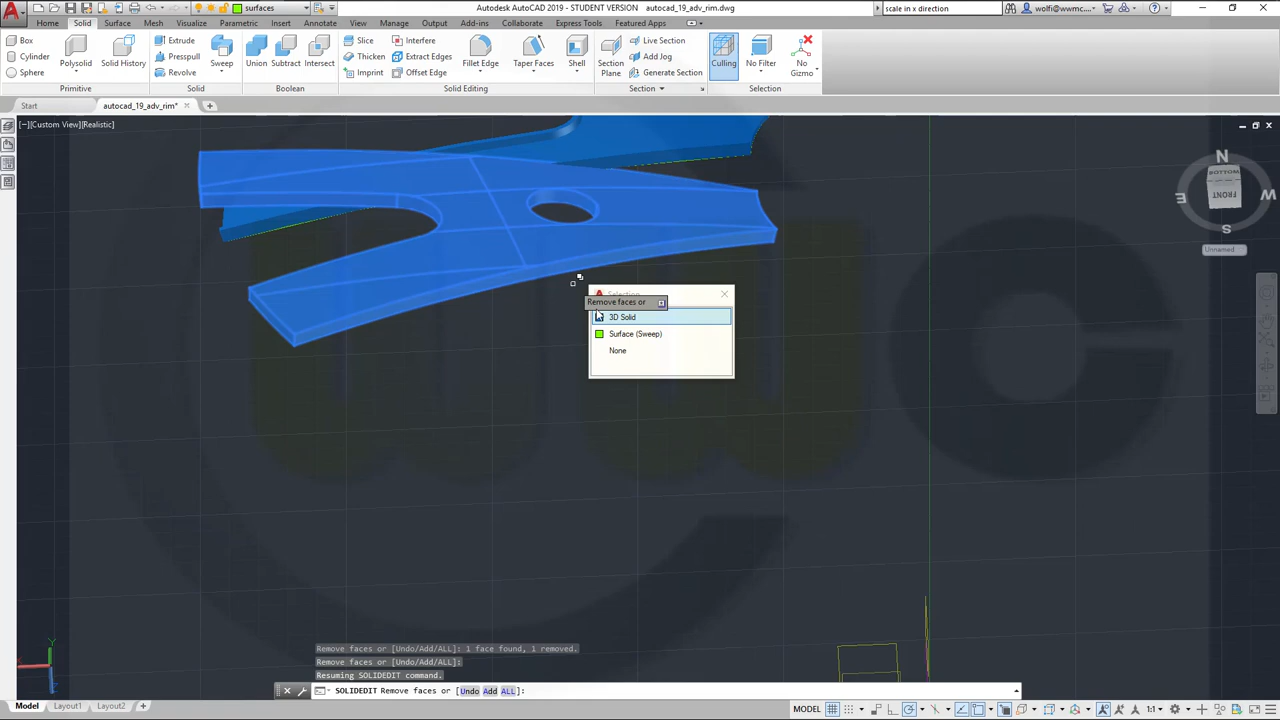 surfaces
Autodesk AutoCAD 2019 - STUDENT VERSION autocad_19_adv_rim.dwg
scale in x direction
wolfi@wwmc....
Home Solid Surface Mesh Visualize Parametric Insert Annotate View Manage Output Add-ins Collaborate Express Tools Featured Apps
Box Extrude Slice Interfere Live Section
Cylinder Polysolid Solid History Presspull Sweep Union Subtract Intersect Thicken Extract Edges Fillet Edge Taper Faces Shell Section Plane Add Jog Culling No Filter No Gizmo
Sphere Revolve Imprint Offset Edge Generate Section
Primitive Solid Boolean Solid Editing Section Selection
Start autocad_19_adv_rim*
[−][Custom View][Realistic]
N
E FRONT W
S
Unnamed
Selection
Remove faces or
3D Solid
Surface (Sweep)
None
Y
Remove faces or [Undo/Add/ALL]: 1 face found, 1 removed.
Remove faces or [Undo/Add/ALL]:
Resuming SOLIDEDIT command.
SOLIDEDIT Remove faces or [Undo Add ALL]:
Model Layout1 Layout2
MODEL 1:1